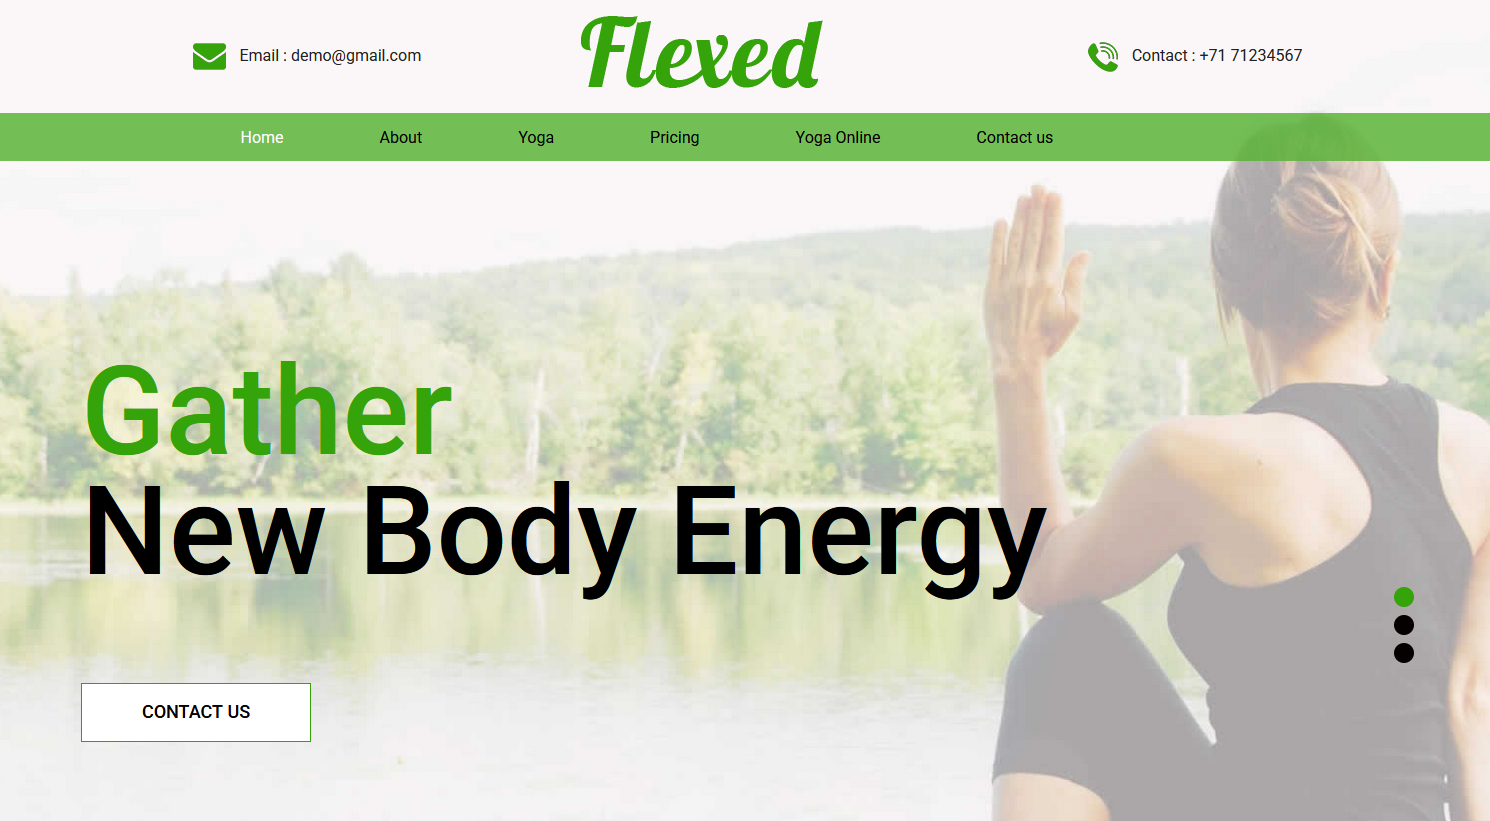 Email : demo@gmail.com
Flexed
Contact : +71 71234567
Home About Yoga Pricing Yoga Online Contact us
Gather
New Body Energy
CONTACT US